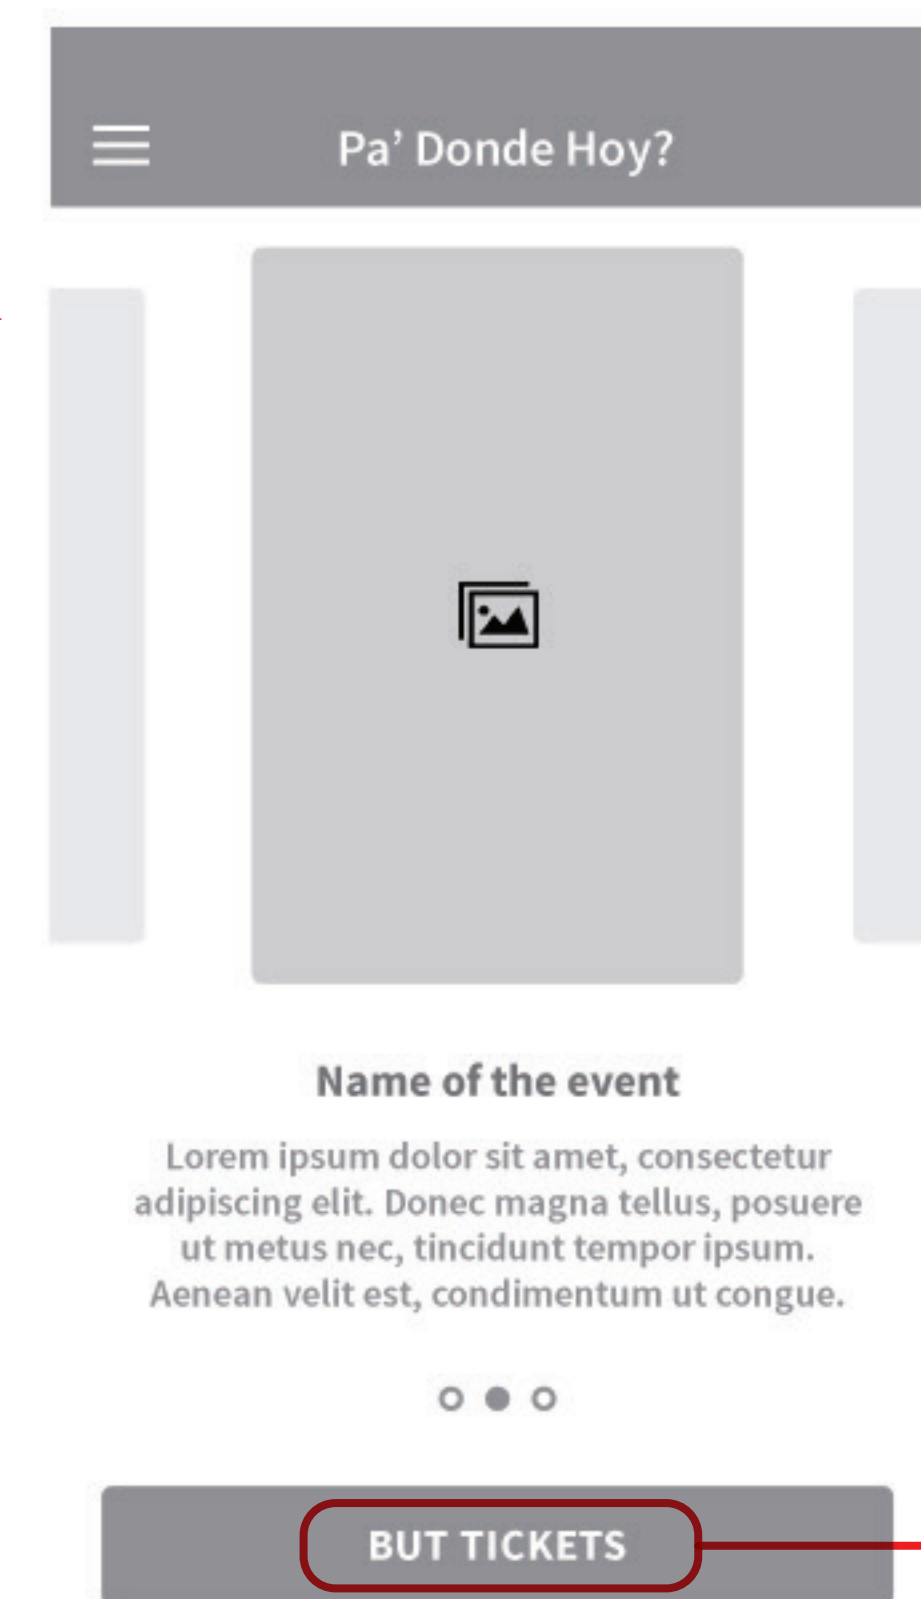 Pa’ Donde Hoy?
Name of the event
Lorem ipsum dolor sit amet, consectetur
adipiscing elit. Donec magna tellus, posuere
ut metus nec, tincidunt tempor ipsum.
Aenean velit est, condimentum ut congue.
BUT TICKETS